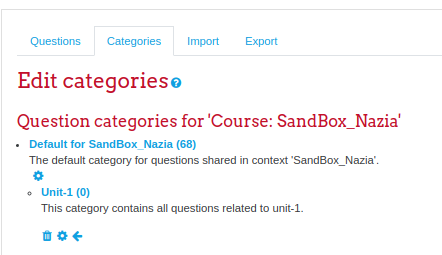 Questions
Categories
Import
Export
Edit categories
Question categories for 'Course: SandBox_Nazia'
Default for SandBox_Nazia (68)
The default category for questions shared in context 'SandBox_Nazia'.
Unit-1 (0)
This category contains all questions related to unit-1.